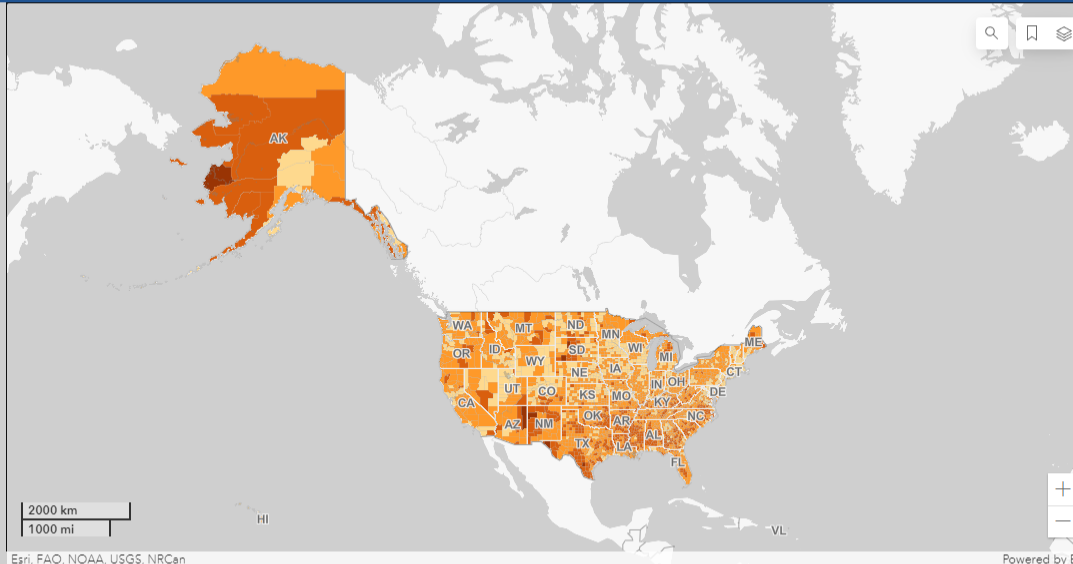 AK
WA
MT
ND
MN
ME
OR
ID
SD
WI
MI
WY
NE
IA
CT
UT
CO
KS
MO
IN
OH
DE
CA
KY
AZ
NM
OK
AR
NC
TX
LA
AL
FL
HI
VL
2000 km
1000 mi
Esri, FAO, NOAA, USGS, NRCan
Powered by E